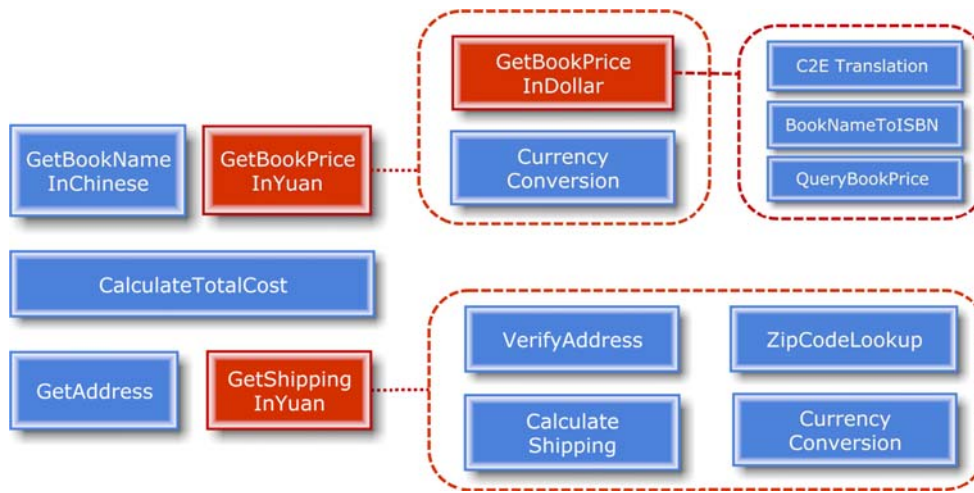 GetBookPrice
InDollar
C2E Translation
BookNameToISBN
QueryBookPrice
GetBookName
InChinese
GetBookPrice
InYuan
Currency
Conversion
CalculateTotalCost
VerifyAddress
ZipCodeLookup
GetAddress
GetShipping
InYuan
Calculate
Shipping
Currency
Conversion